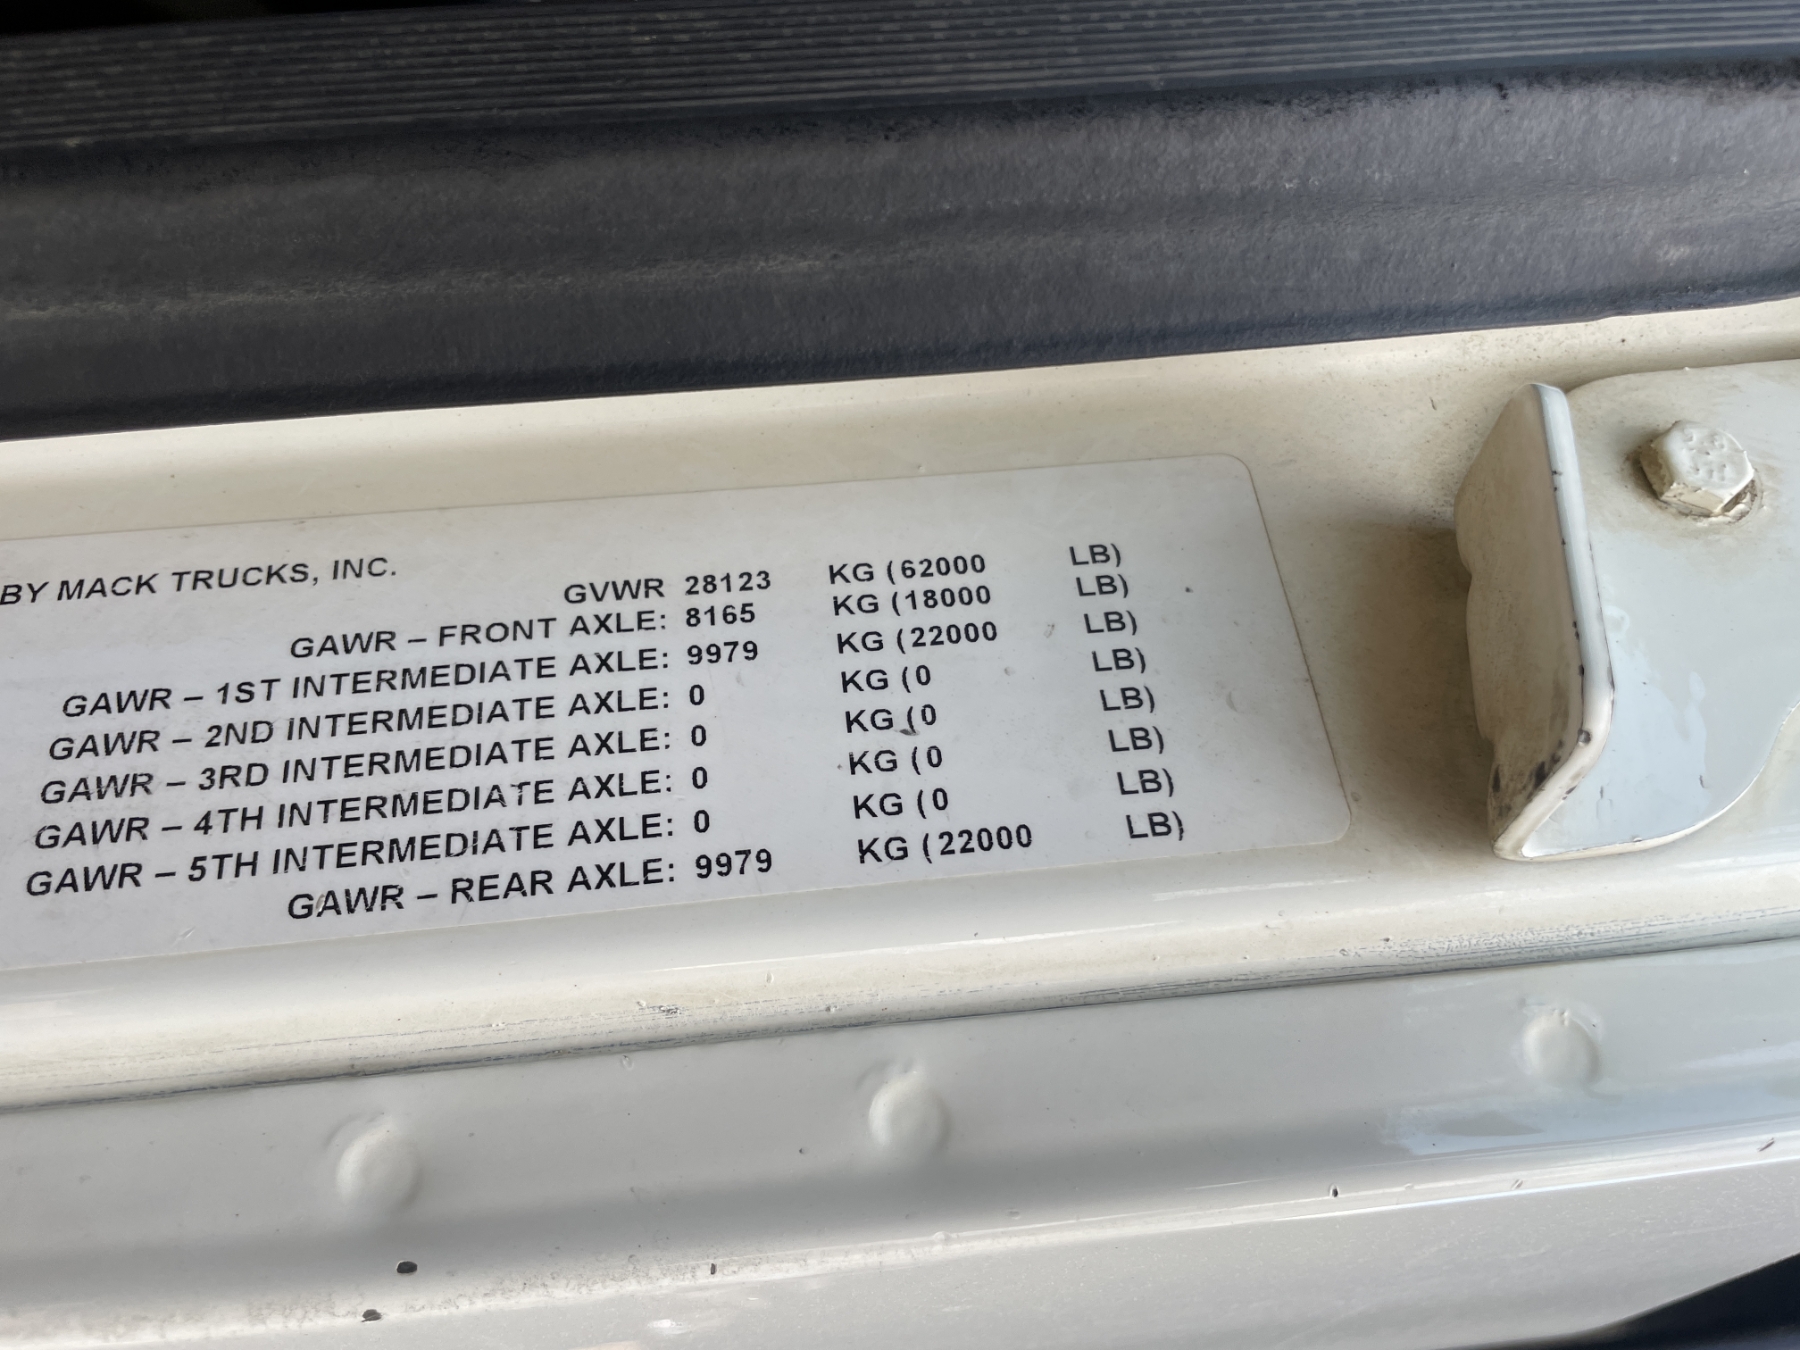 BY MACK TRUCKS, INC.
GVWR 28123 KG (62000 LB)
GAWR – FRONT AXLE: 8165 KG (18000 LB)
GAWR – 1ST INTERMEDIATE AXLE: 9979 KG (22000 LB)
GAWR – 2ND INTERMEDIATE AXLE: 0 KG (0 LB)
GAWR – 3RD INTERMEDIATE AXLE: 0 KG (0 LB)
GAWR – 4TH INTERMEDIATE AXLE: 0 KG (0 LB)
GAWR – 5TH INTERMEDIATE AXLE: 0 KG (0 LB)
GAWR – REAR AXLE: 9979 KG (22000 LB)